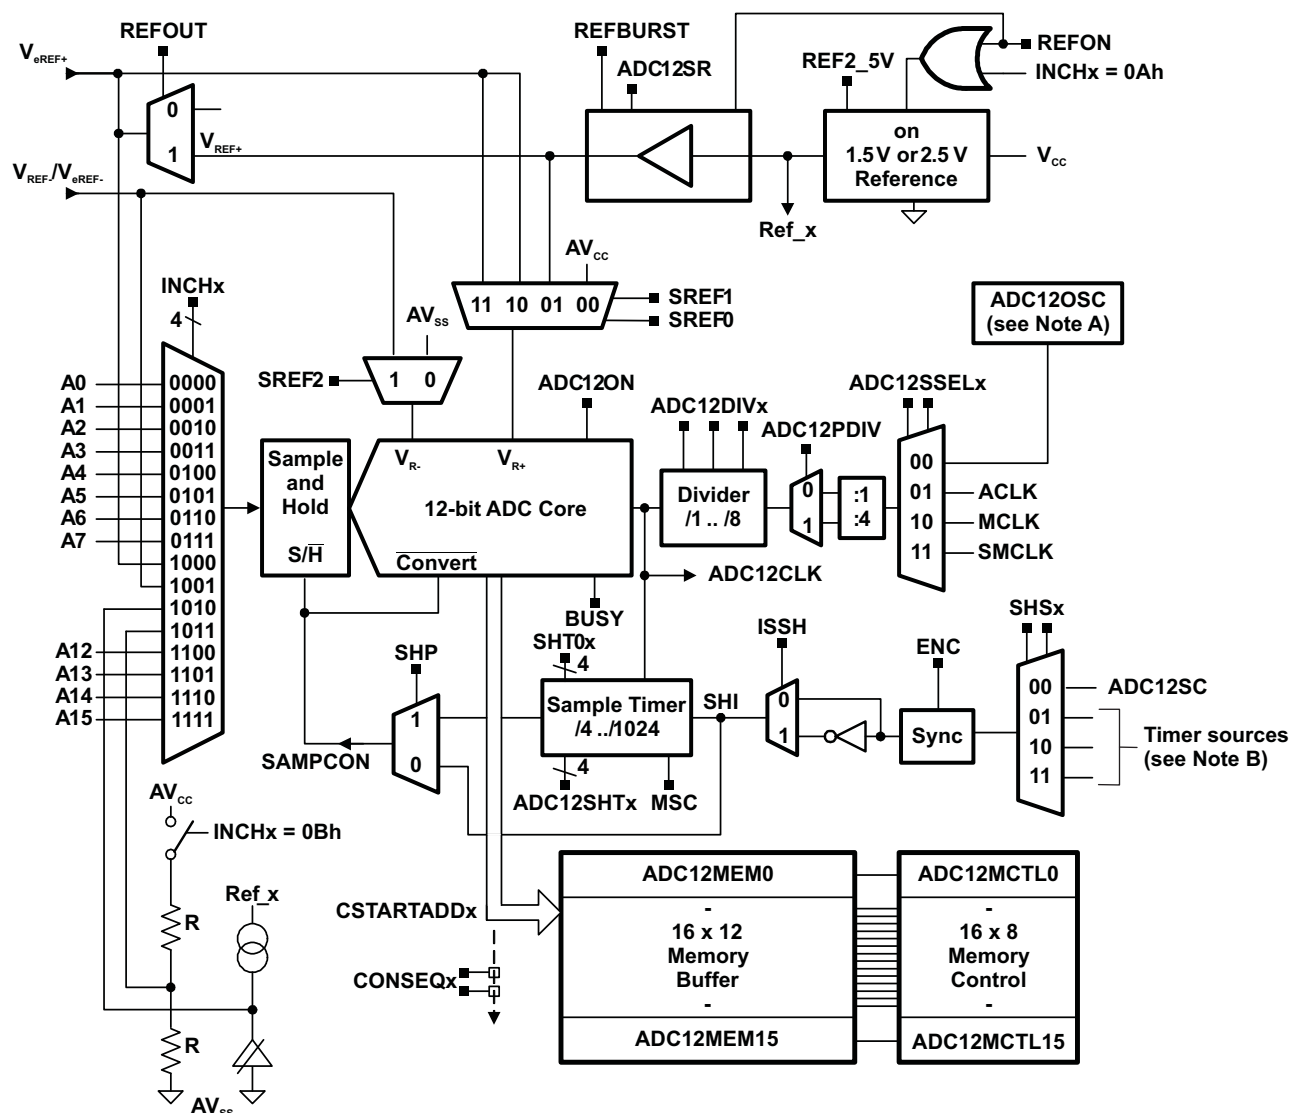 REFOUT
VeREF+
REFBURST
ADC12SR
REF2_5V
REFON
INCHx = 0Ah
0
1
VREF+
on
1.5 V or 2.5 V
Reference
VCC
VREF-/VeREF-
Ref_x
AVCC
INCHx
4
11 10 01 00
SREF1
SREF0
ADC12OSC
(see Note A)
AVSS
SREF2
1 0
ADC12ON
ADC12DIVx
ADC12SSELx
ADC12PDIV
A0 0000
A1 0001
A2 0010
A3 0011
A4 0100
A5 0101
A6 0110
A7 0111
1000
1001
1010
1011
A12 1100
A13 1101
A14 1110
A15 1111
Sample
and
Hold
S/H
VR-
VR+
12-bit ADC Core
Convert
Divider
/1 .. /8
0
1
:1
:4
00
01 ACLK
10 MCLK
11 SMCLK
ADC12CLK
BUSY
SHP
SHT0x
4
ISSH
ENC
SHSx
1
0
SAMPCON
Sample Timer
/4 ../1024
SHI
0
1
Sync
00 ADC12SC
01
10
11
Timer sources
(see Note B)
4
ADC12SHTx
MSC
AVCC
INCHx = 0Bh
Ref_x
R
R
AVSS
CSTARTADDx
CONSEQx
ADC12MEM0
-
16 x 12
Memory
Buffer
-
ADC12MEM15
ADC12MCTL0
-
16 x 8
Memory
Control
-
ADC12MCTL15